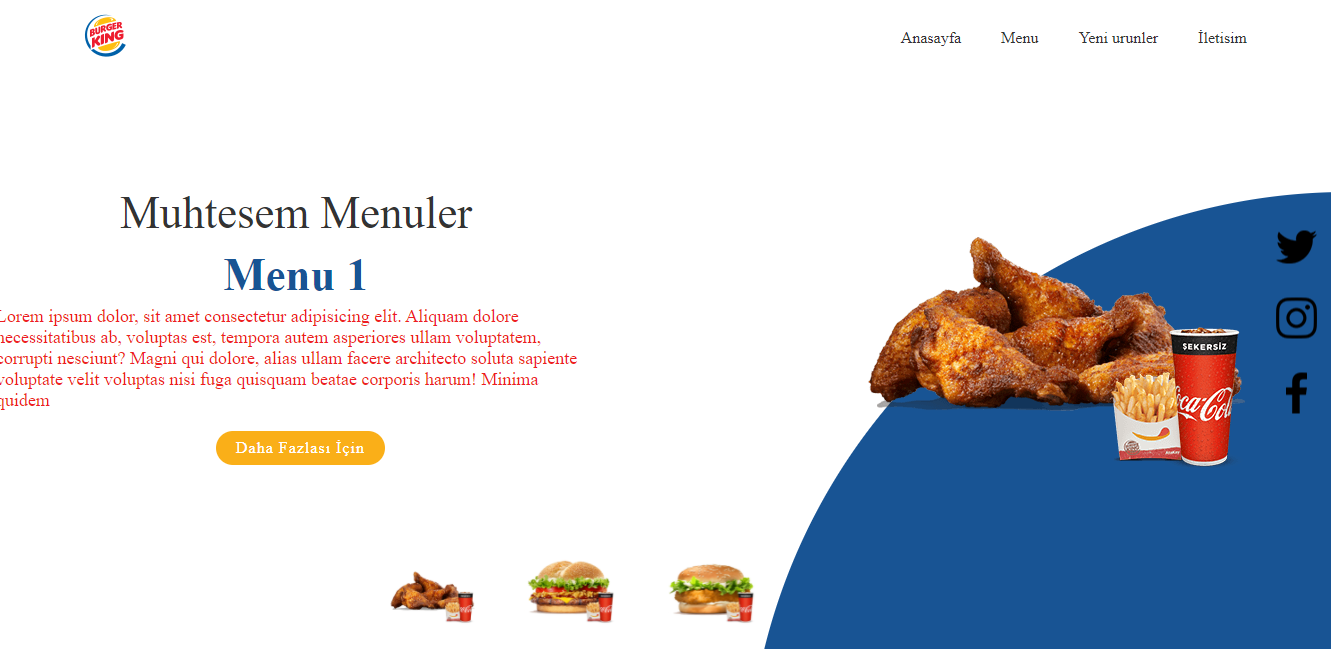 BURGER
KING
Anasayfa Menu Yeni urunler İletisim
Muhtesem Menuler
Menu 1
Lorem ipsum dolor, sit amet consectetur adipisicing elit. Aliquam dolore
necessitatibus ab, voluptas est, tempora autem asperiores ullam voluptatem,
corrupti nesciunt? Magni qui dolore, alias ullam facere architecto soluta sapiente
voluptate velit voluptas nisi fuga quisquam beatae corporis harum! Minima
quidem
Daha Fazlası İçin
ŞEKERSİZ
Coca-Cola